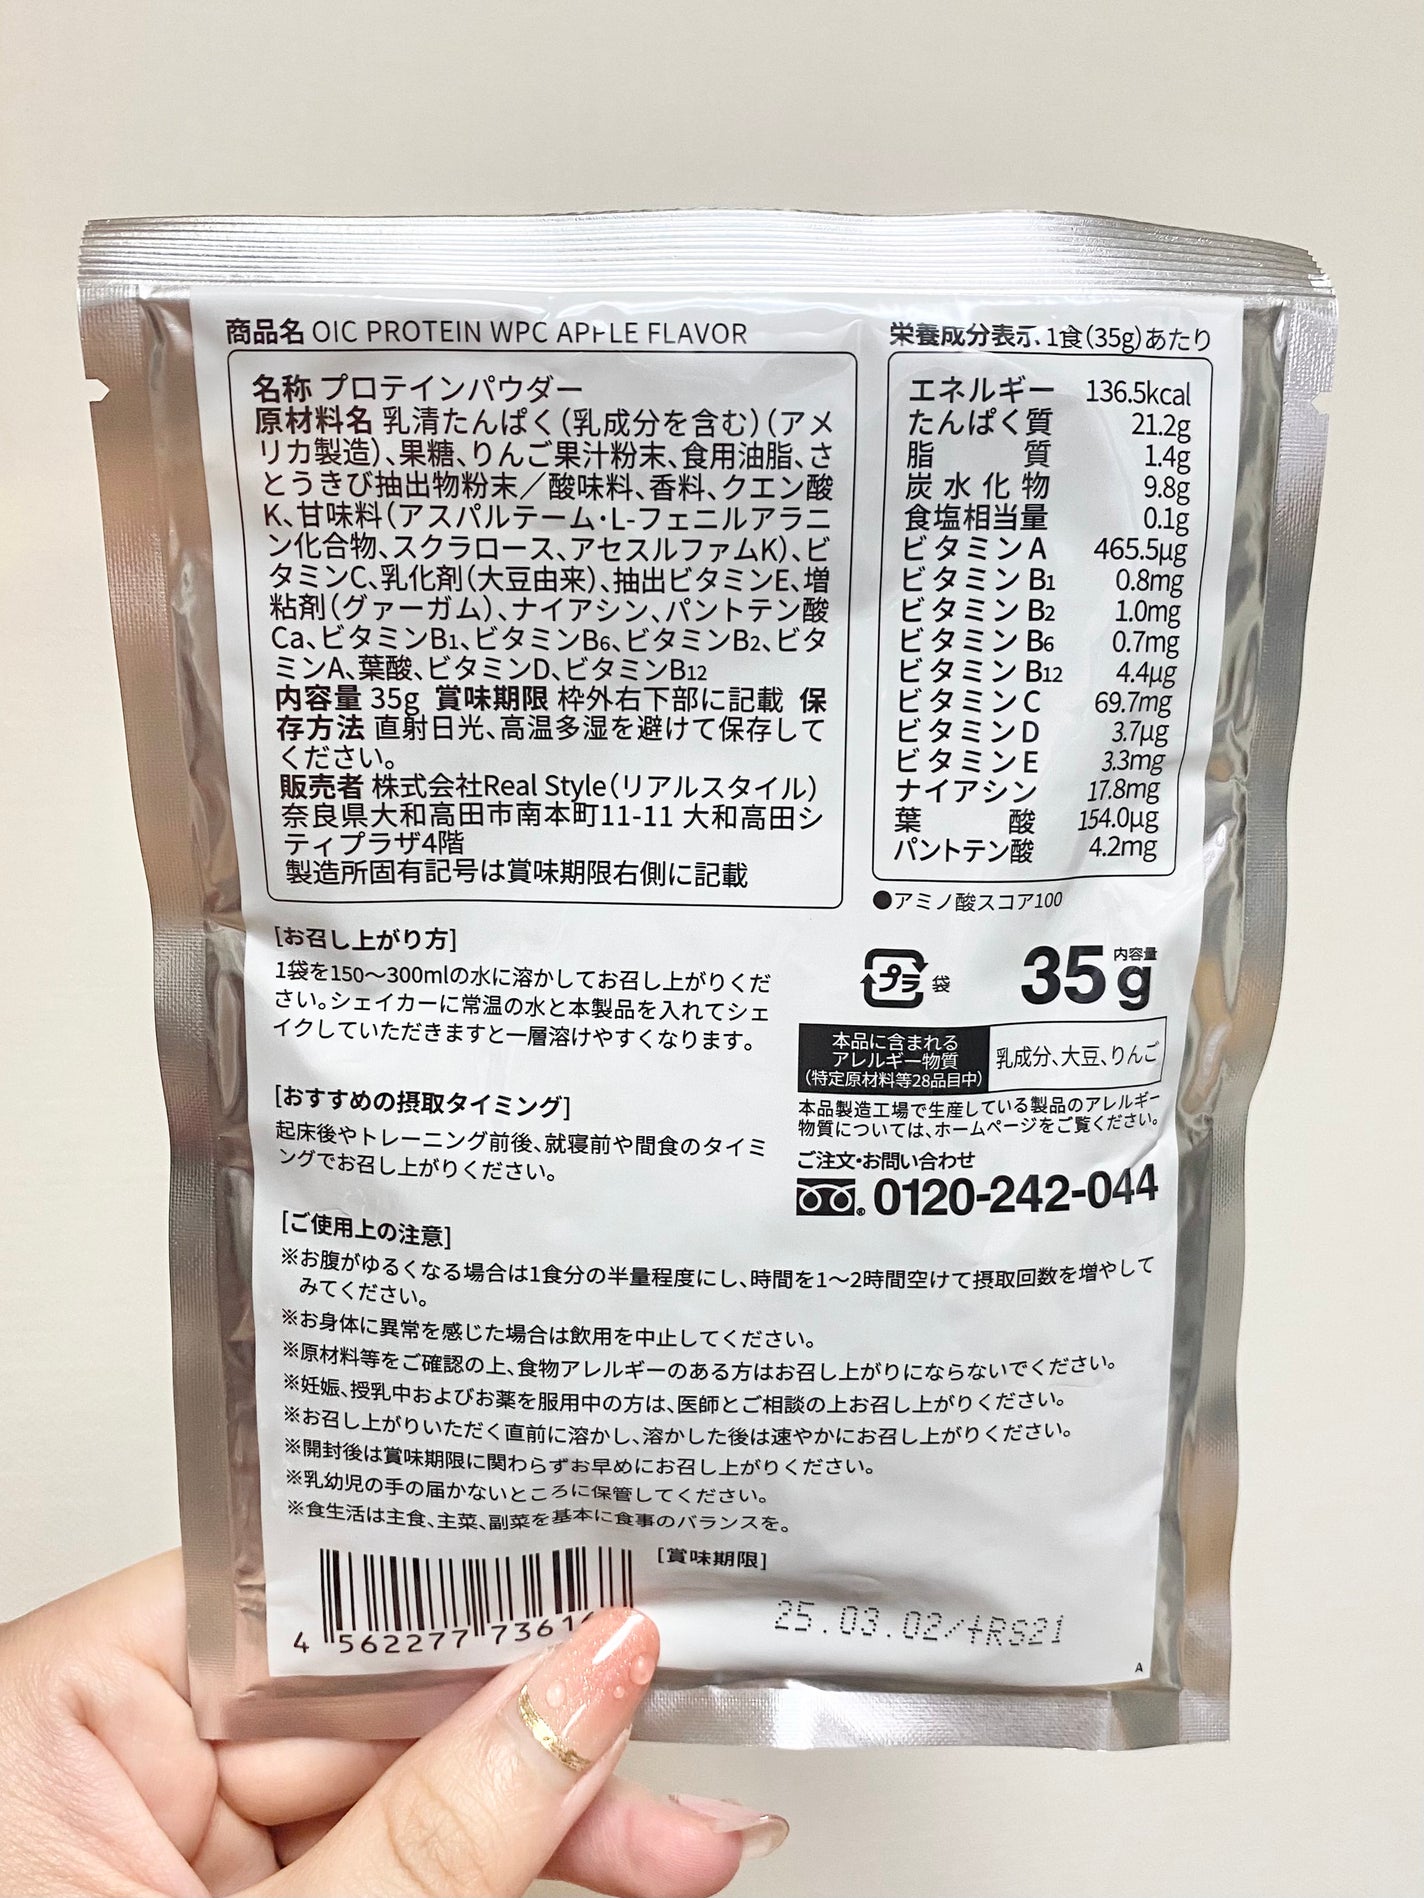 商品名 OIC PROTEIN WPC APPLE FLAVOR
名称 プロテインパウダー
原材料名 乳清たんぱく(乳成分を含む)(アメ
リカ製造)、果糖、りんご果汁粉末、食用油脂、さ
とうきび抽出物粉末/酸味料、香料、クエン酸
K、甘味料(アスパルテーム・L-フェニルアラニ
ン化合物、スクラロース、アセスルファムK)、ビ
タミンC、乳化剤(大豆由来)、抽出ビタミンE、増
粘剤(グァーガム)、ナイアシン、パントテン酸
Ca、ビタミンB1、ビタミンB6、ビタミンB2、ビタ
ミンA、葉酸、ビタミンD、ビタミンB12
内容量 35g 賞味期限 枠外右下部に記載 保
存方法 直射日光、高温多湿を避けて保存して
ください。
販売者 株式会社Real Style(リアルスタイル)
奈良県大和高田市南本町11-11 大和高田シ
ティプラザ4階
製造所固有記号は賞味期限右側に記載
栄養成分表示 1食(35g)あたり
エネルギー 136.5kcal
たんぱく質 21.2g
脂質 1.4g
炭水化物 9.8g
食塩相当量 0.1g
ビタミンA 465.5μg
ビタミンB1 0.8mg
ビタミンB2 1.0mg
ビタミンB6 0.7mg
ビタミンB12 4.4μg
ビタミンC 69.7mg
ビタミンD 3.7μg
ビタミンE 3.3mg
ナイアシン 17.8mg
葉酸 154.0μg
パントテン酸 4.2mg
●アミノ酸スコア100
[お召し上がり方]
1袋を150〜300mlの水に溶かしてお召し上がりくだ
さい。シェイカーに常温の水と本製品を入れてシェ
イクしていただきますと一層溶けやすくなります。
[おすすめの摂取タイミング]
起床後やトレーニング前後、就寝前や間食のタイミ
ングでお召し上がりください。
プラ 袋
内容量 35g
本品に含まれる
アレルギー物質
(特定原材料等28品目中)
乳成分、大豆、りんご
本品製造工場で生産している製品のアレルギー
物質については、ホームページをご覧ください。
ご注文・お問い合わせ
0120-242-044
[ご使用上の注意]
※お腹がゆるくなる場合は1食分の半量程度にし、時間を1〜2時間空けて摂取回数を増やして
みてください。
※お身体に異常を感じた場合は飲用を中止してください。
※原材料等をご確認の上、食物アレルギーのある方はお召し上がりにならないでください。
※妊娠、授乳中およびお薬を服用中の方は、医師とご相談の上お召し上がりください。
※お召し上がりいただく直前に溶かし、溶かした後は速やかにお召し上がりください。
※開封後は賞味期限に関わらずお早めにお召し上がりください。
※乳幼児の手の届かないところに保管してください。
※食生活は主食、主菜、副菜を基本に食事のバランスを。
[賞味期限]
25.03.02/+RS21
4 562277 7361
A